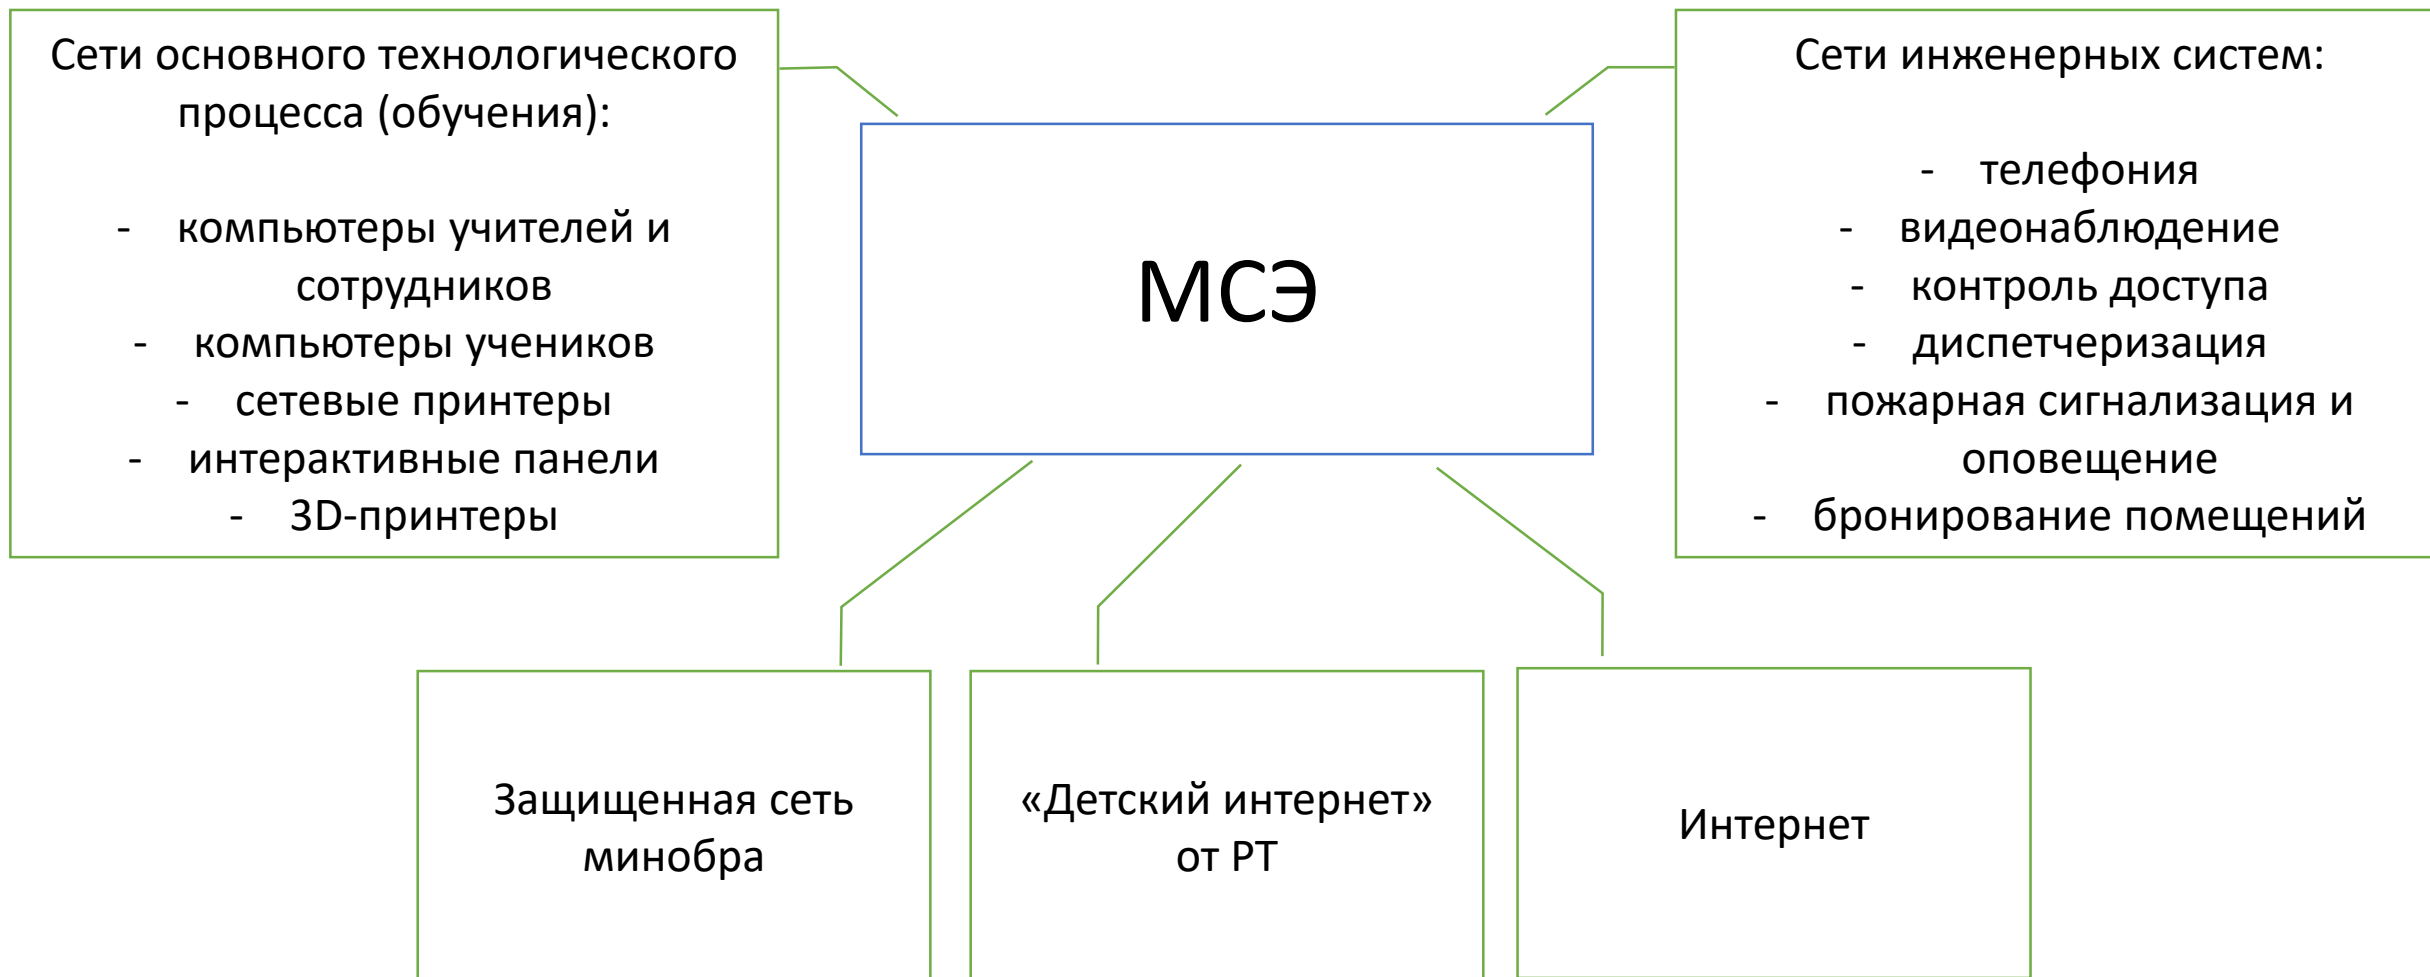 Сети основного технологического
процесса (обучения):
- компьютеры учителей и
сотрудников
- компьютеры учеников
- сетевые принтеры
- интерактивные панели
- 3D-принтеры
МСЭ
Сети инженерных систем:
- телефония
- видеонаблюдение
- контроль доступа
- диспетчеризация
- пожарная сигнализация и
оповещение
- бронирование помещений
Защищенная сеть
минобра
«Детский интернет»
от РТ
Интернет